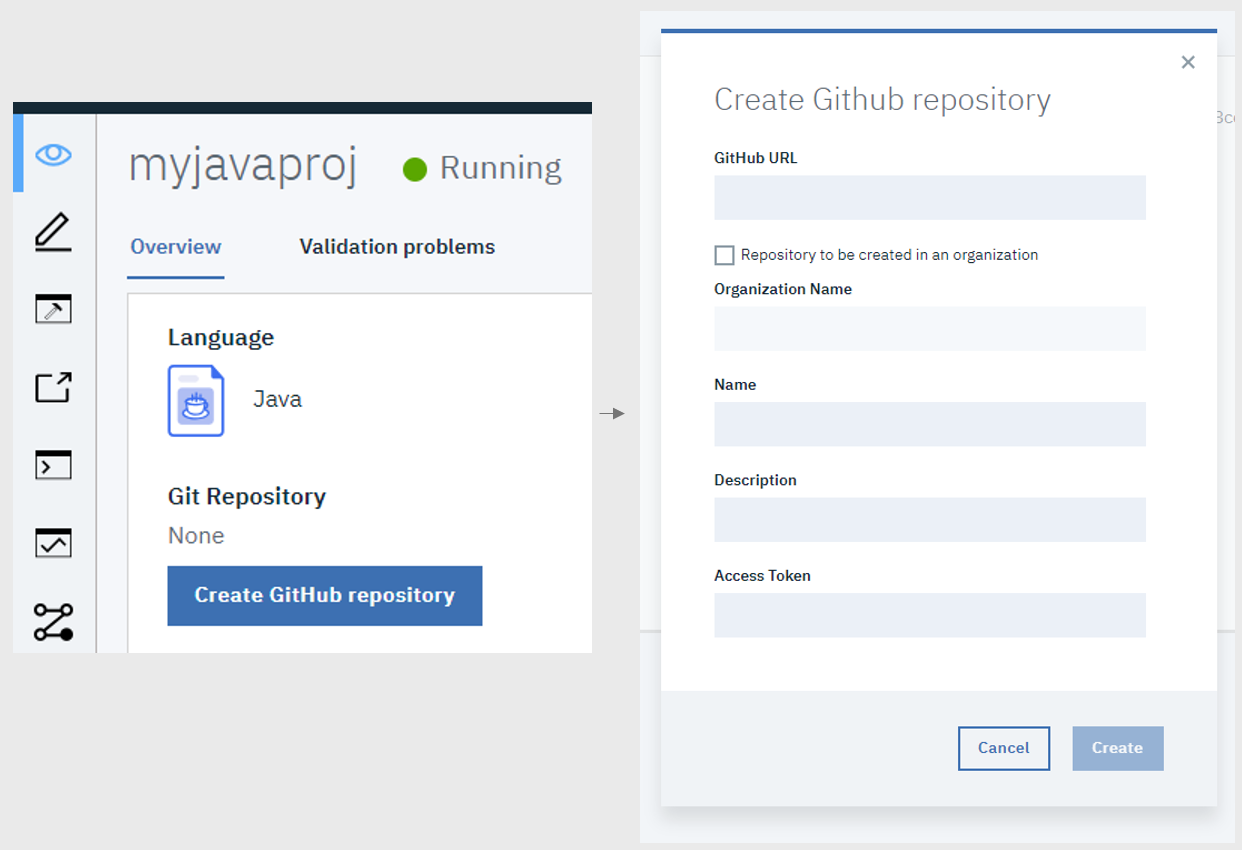 myjavaproj
Running
Overview
Validation problems
Language
Java
Git Repository
None
Create GitHub repository
Create Github repository
GitHub URL
Repository to be created in an organization
Organization Name
Name
Description
Access Token
Cancel
Create